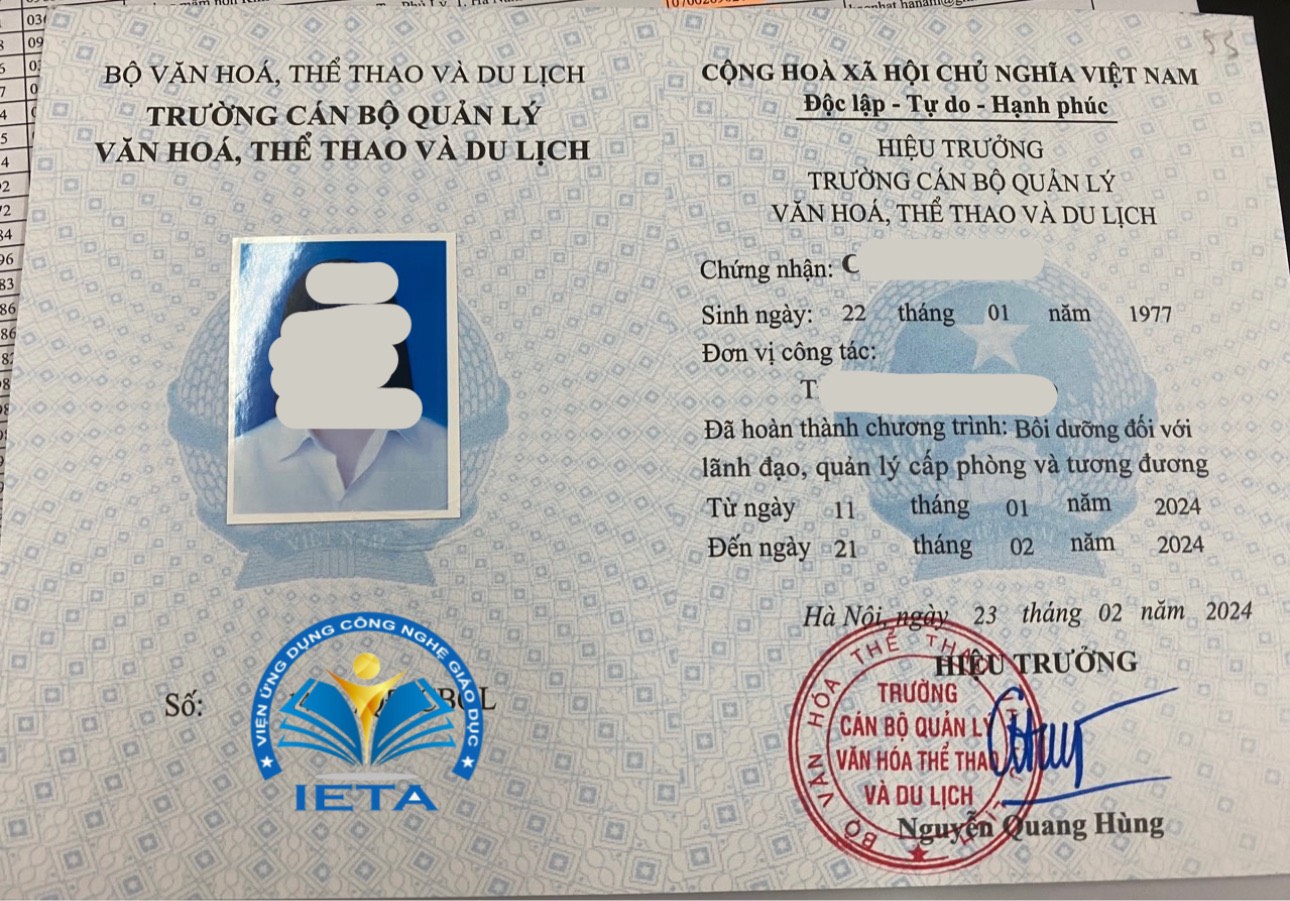 BỘ VĂN HOÁ, THỂ THAO VÀ DU LỊCH
TRƯỜNG CÁN BỘ QUẢN LÝ
VĂN HOÁ, THỂ THAO VÀ DU LỊCH
Số:
VIỆN ỨNG DỤNG CÔNG NGHỆ GIÁO DỤC
IETA
CỘNG HOÀ XÃ HỘI CHỦ NGHĨA VIỆT NAM
Độc lập - Tự do - Hạnh phúc
HIỆU TRƯỞNG
TRƯỜNG CÁN BỘ QUẢN LÝ
VĂN HOÁ, THỂ THAO VÀ DU LỊCH
Chứng nhận: C
Sinh ngày: 22 tháng 01 năm 1977
Đơn vị công tác:
T
Đã hoàn thành chương trình: Bồi dưỡng đối với
lãnh đạo, quản lý cấp phòng và tương đương
Từ ngày 11 tháng 01 năm 2024
Đến ngày 21 tháng 02 năm 2024
Hà Nội, ngày 23 tháng 02 năm 2024
HIỆU TRƯỞNG
BỘ VĂN HÓA THỂ
TRƯỜNG
CÁN BỘ QUẢN LÝ
VĂN HÓA THỂ THAO
VÀ DU LỊCH
Nguyễn Quang Hùng